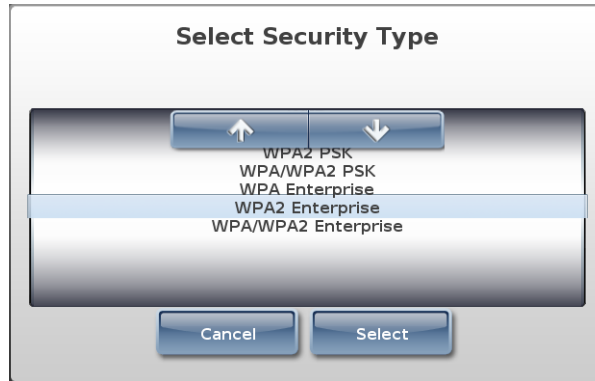 Select Security Type
WPA2 PSK
WPA/WPA2 PSK
WPA Enterprise
WPA2 Enterprise
WPA/WPA2 Enterprise
Cancel
Select